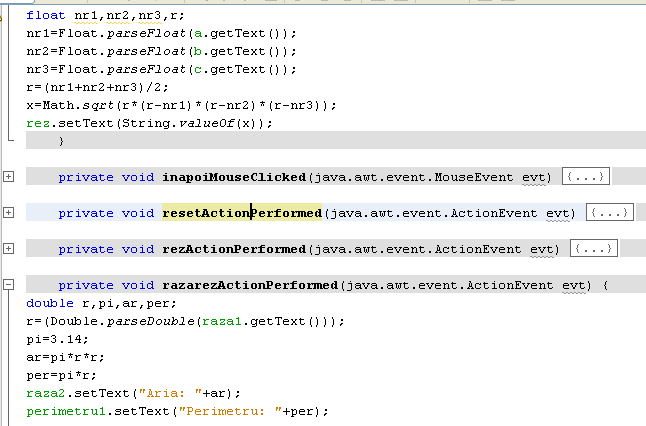 float nr1,nr2,nr3,r;
nr1=Float.parseFloat(a.getText());
nr2=Float.parseFloat(b.getText());
nr3=Float.parseFloat(c.getText());
r=(nr1+nr2+nr3)/2;
x=Math.sqrt(r*(r-nr1)*(r-nr2)*(r-nr3));
rez.setText(String.valueOf(x));
}
private void inapoiMouseClicked(java.awt.event.MouseEvent evt) {...}
private void resetActionPerformed(java.awt.event.ActionEvent evt) {...}
private void rezActionPerformed(java.awt.event.ActionEvent evt) {...}
private void razarezActionPerformed(java.awt.event.ActionEvent evt) {
double r,pi,ar,per;
r=(Double.parseDouble(raza1.getText()));
pi=3.14;
ar=pi*r*r;
per=pi*r;
raza2.setText("Aria: "+ar);
perimetru1.setText("Perimetru: "+per);